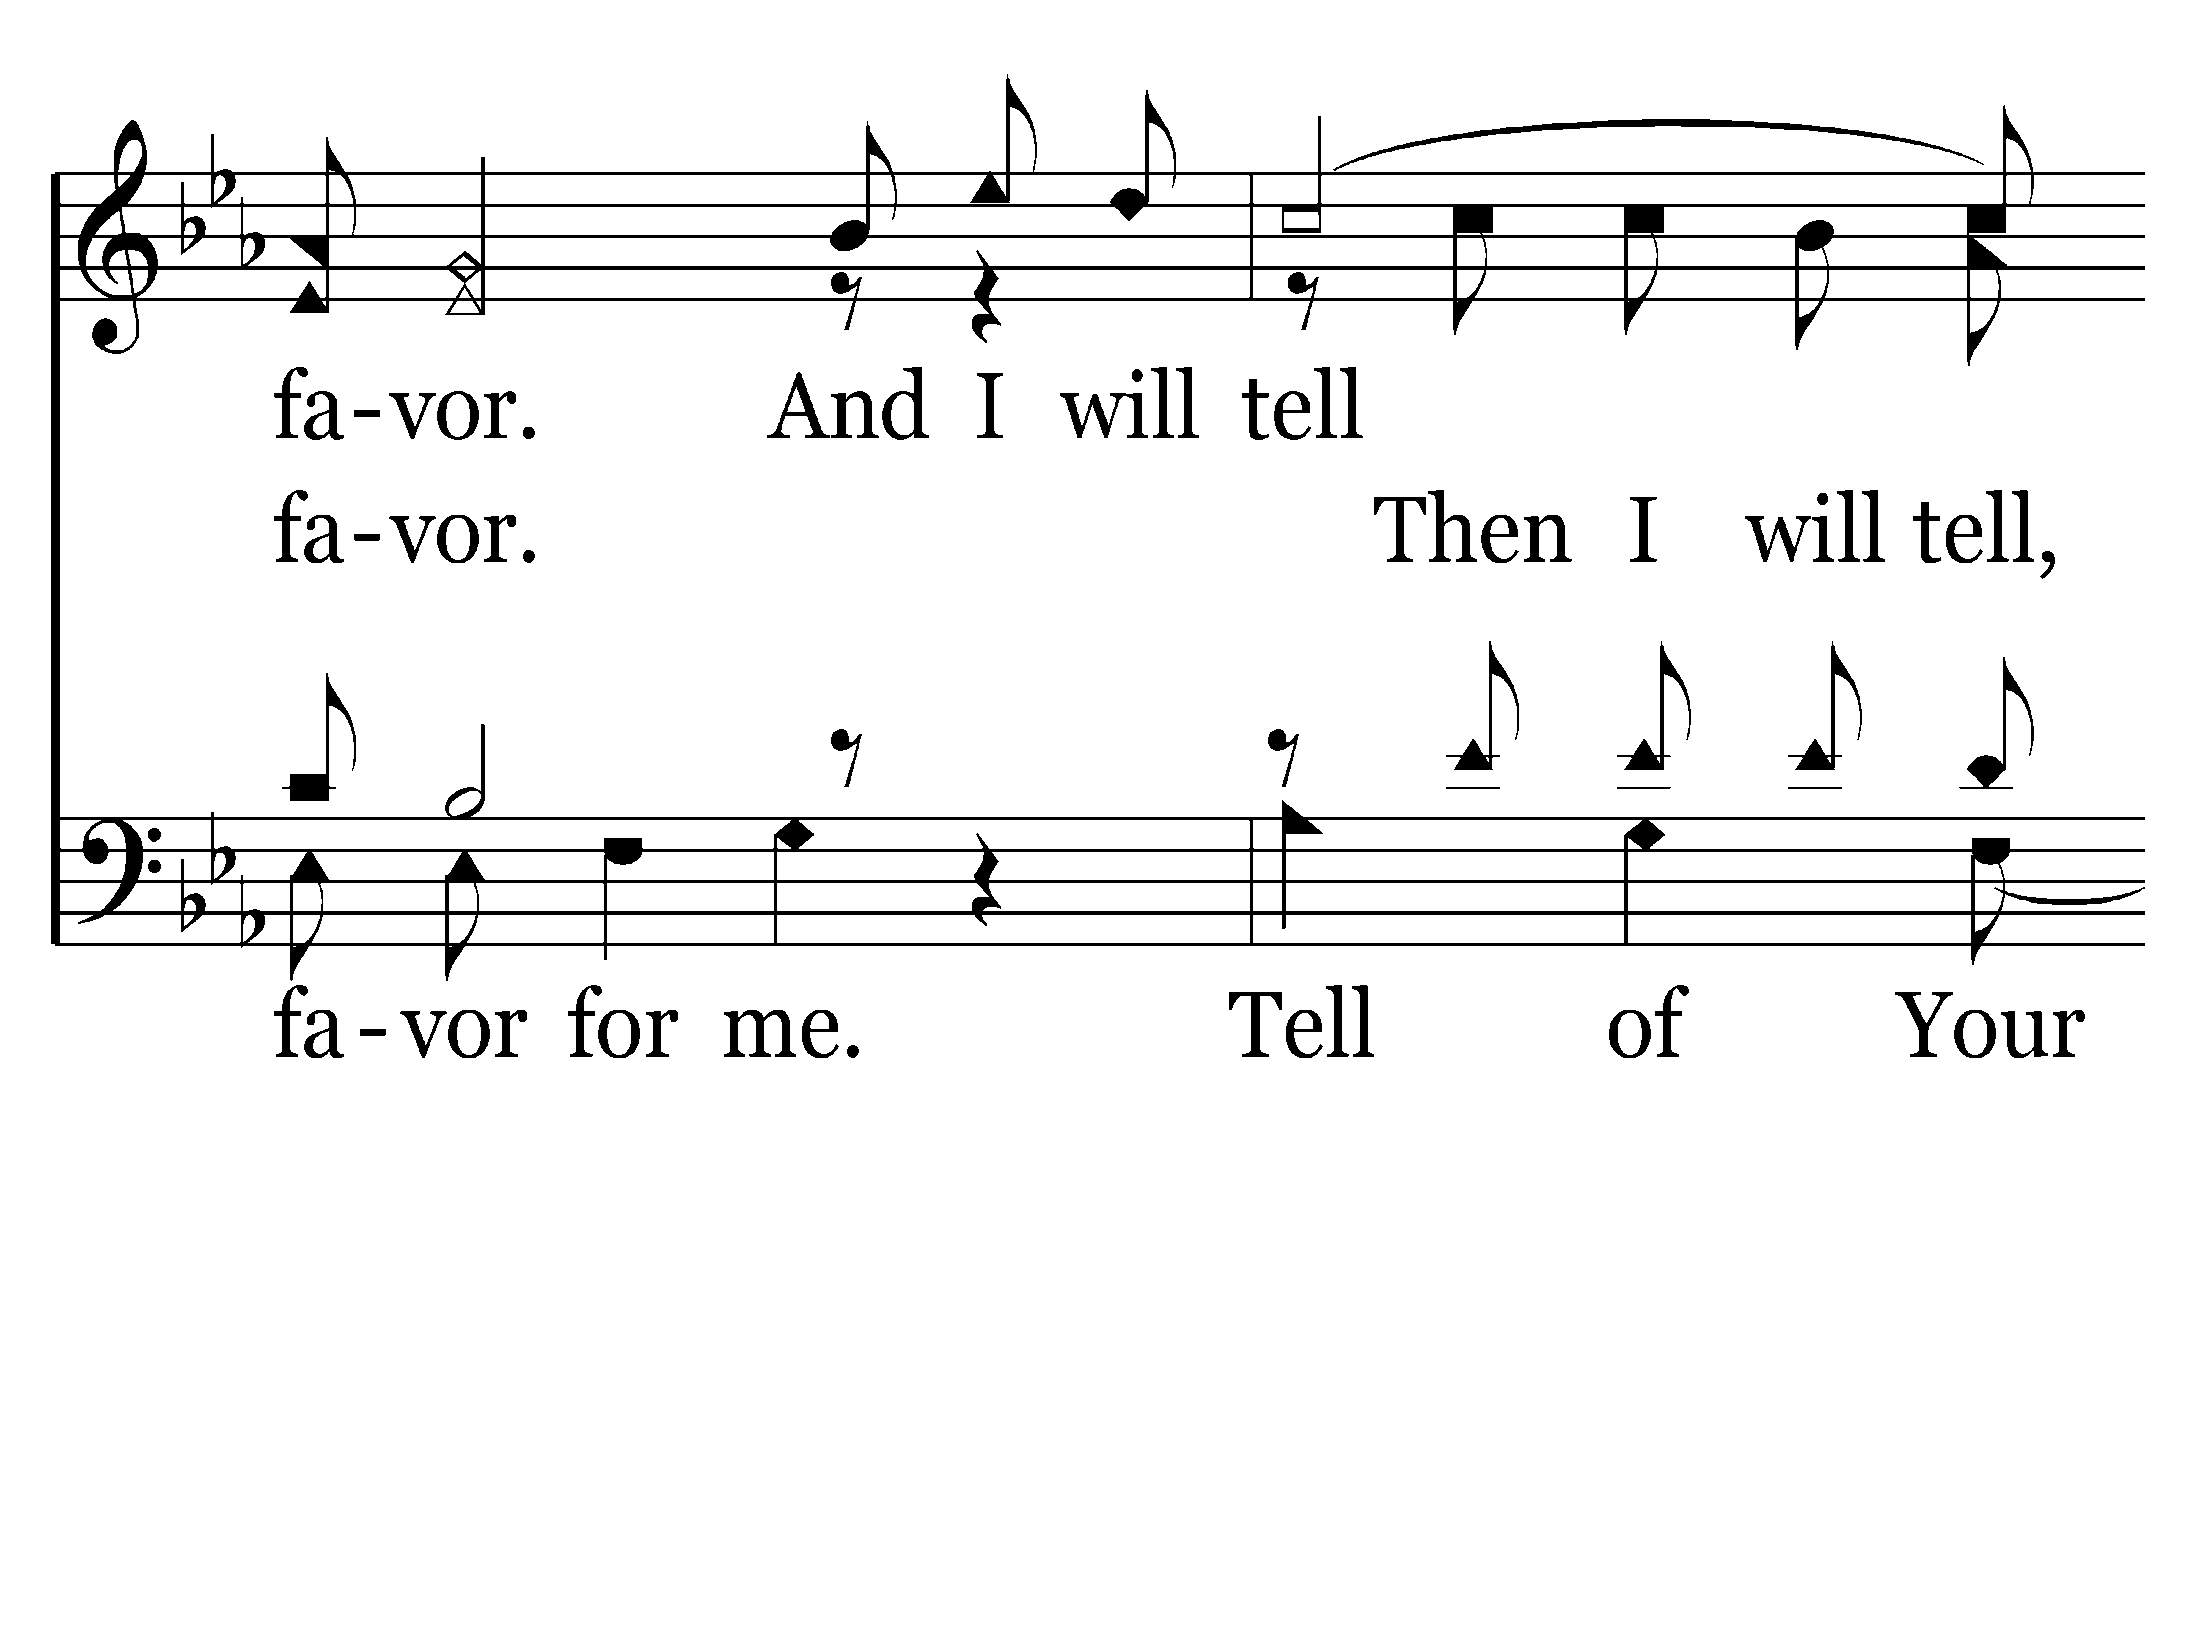 fa-vor. And I will tell
fa-vor. Then I will tell,
fa-vor for me. Tell of Your